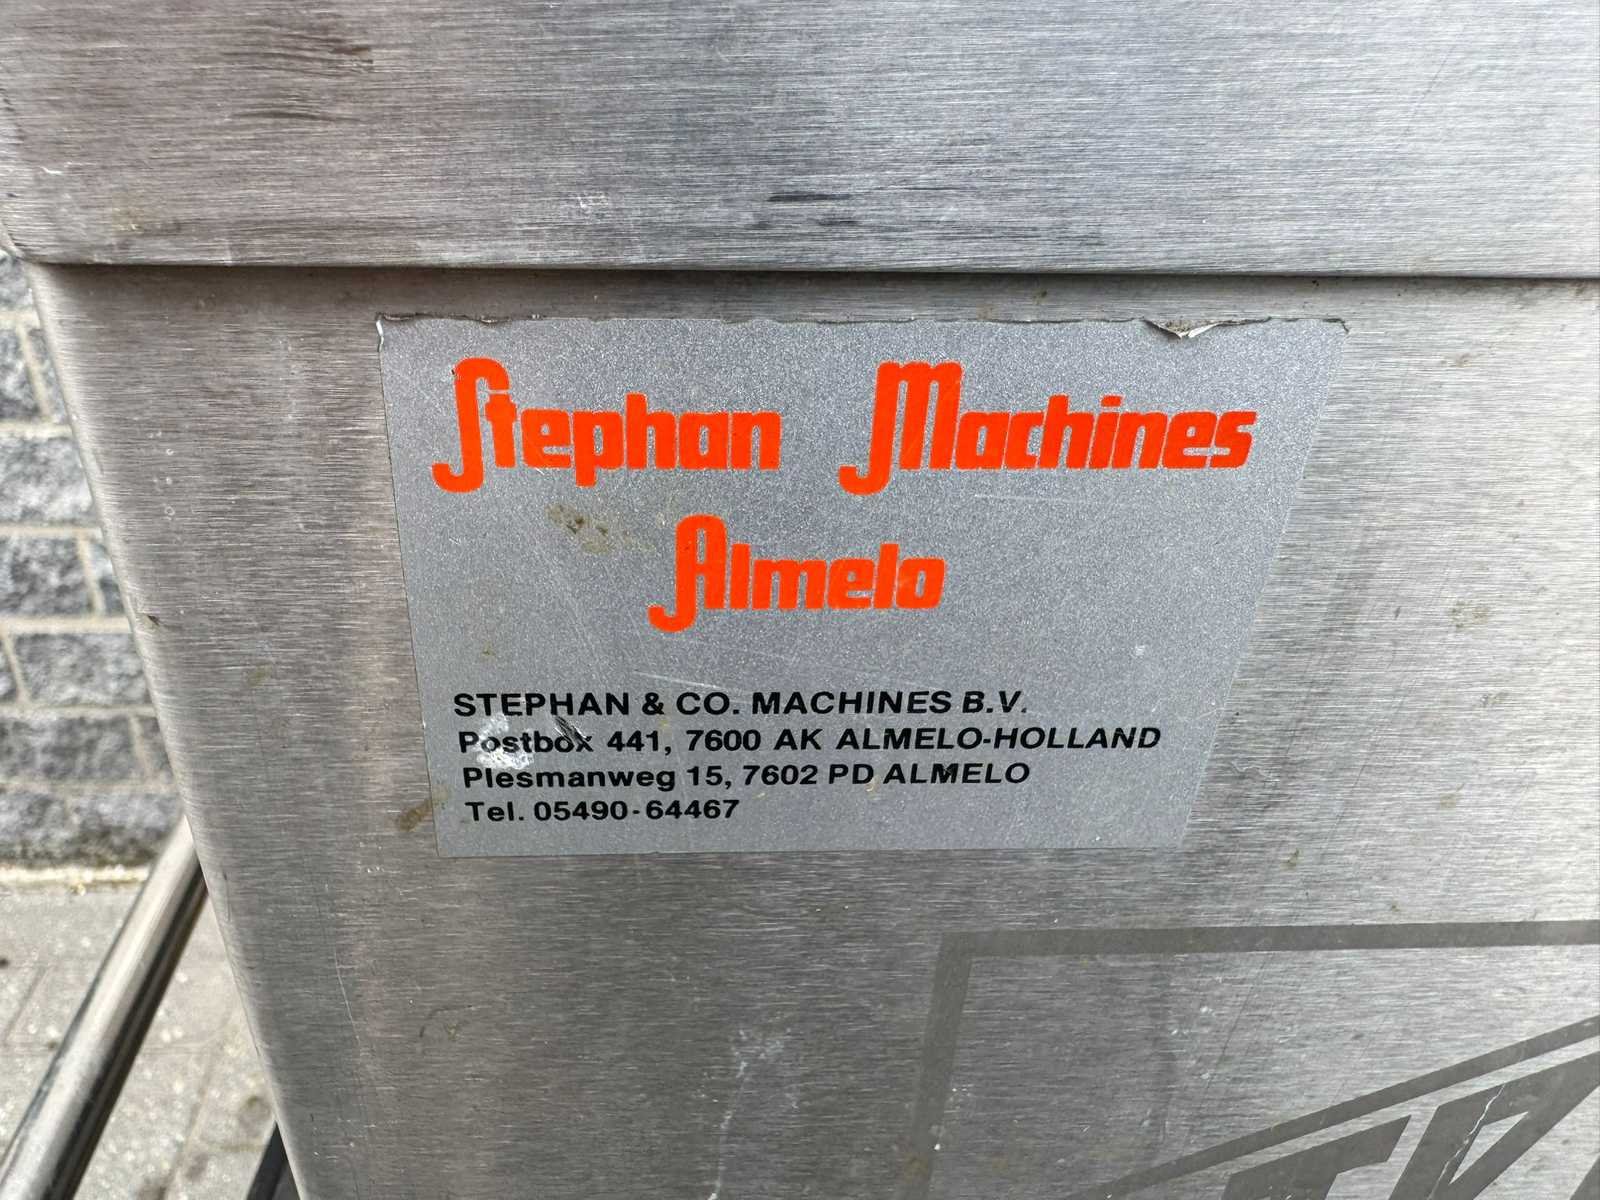 Stephan Machines
Almelo
STEPHAN & CO. MACHINES B.V.
Postbox 441, 7600 AK ALMELO-HOLLAND
Plesmanweg 15, 7602 PD ALMELO
Tel. 05490-64467